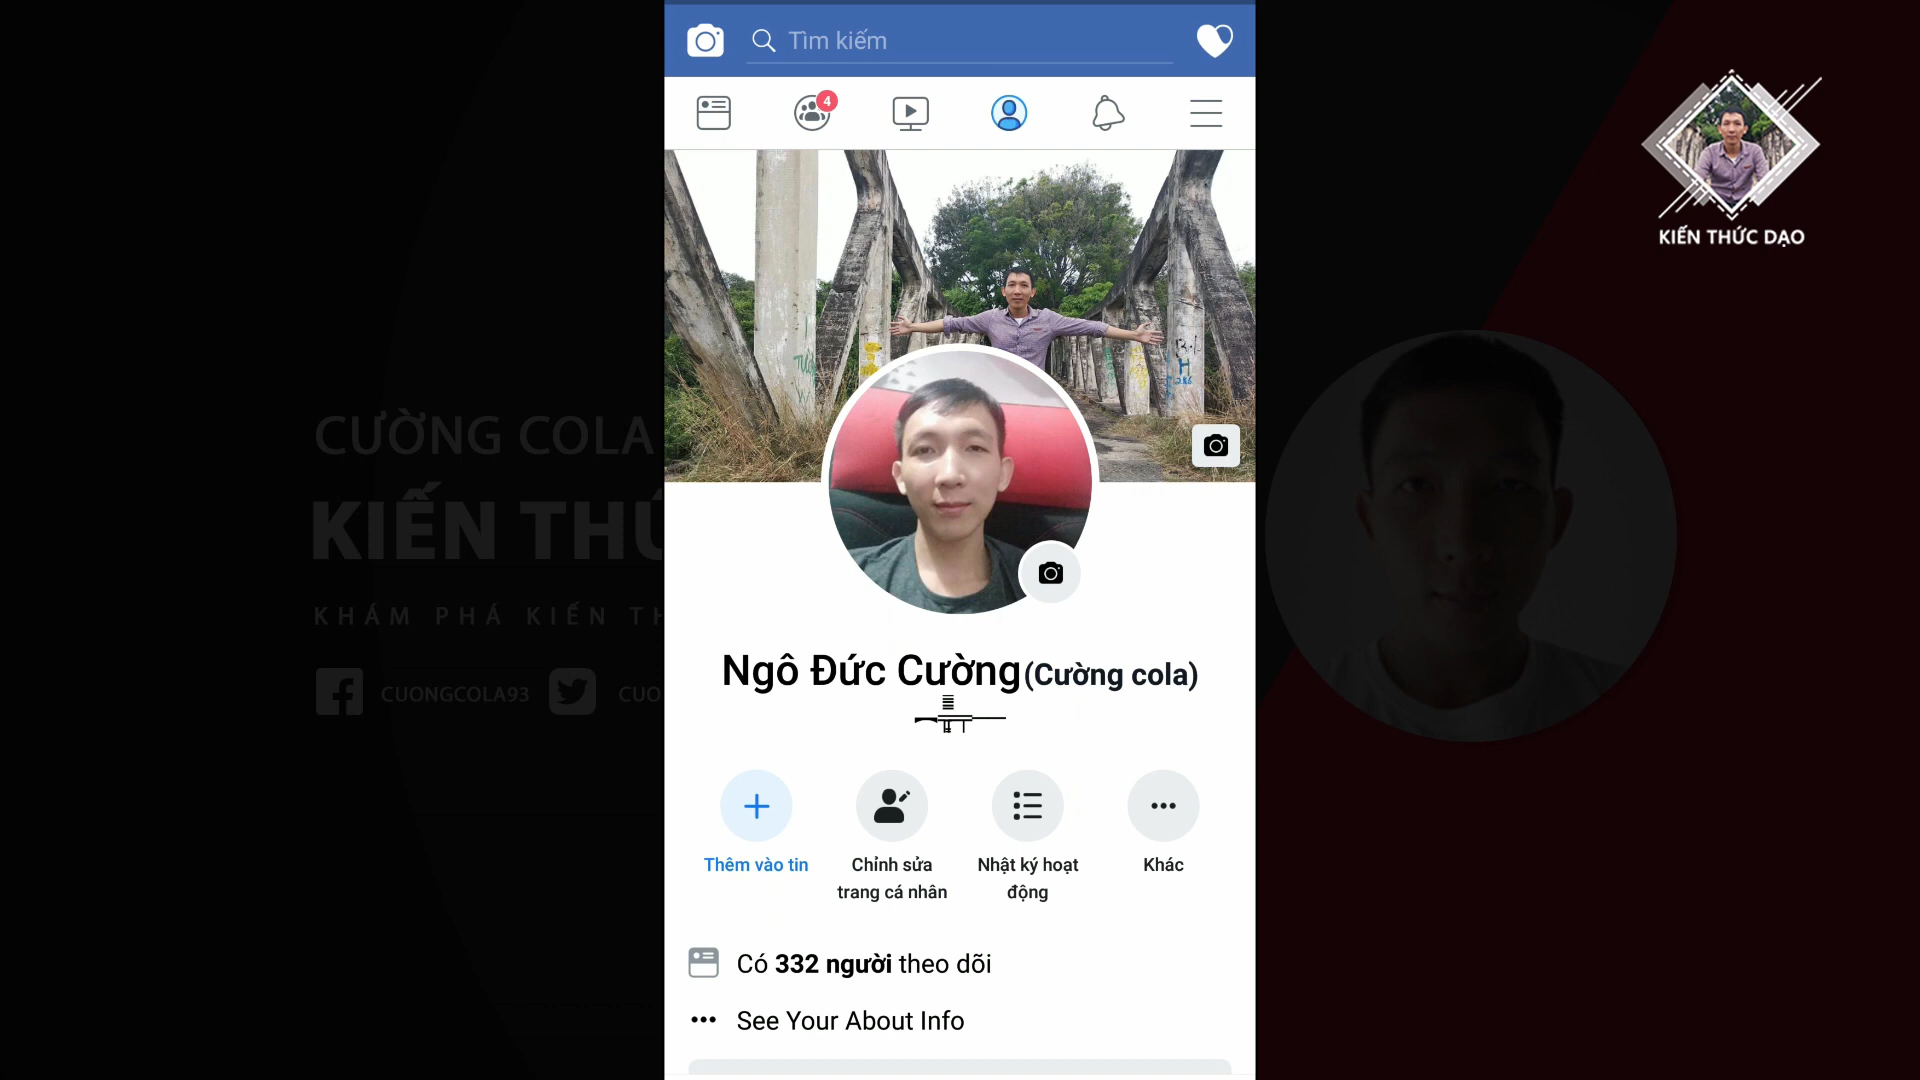 Tìm kiếm
4
KIẾN THỨC DẠO
CƯỜNG COLA
KIẾN THỨ
KHÁM PHÁ KIẾN TH
CUONGCOLA93
CUO
Ngô Đức Cường (Cường cola)
Thêm vào tin
Chỉnh sửa
trang cá nhân
Nhật ký hoạt
động
Khác
Có 332 người theo dõi
See Your About Info